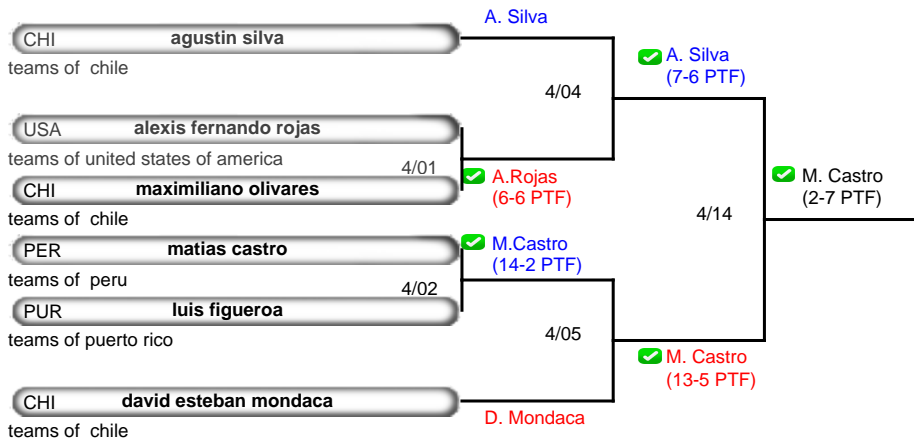 A. Silva
CHI agustin silva
teams of chile
A. Silva
(7-6 PTF)
4/04
USA alexis fernando rojas
teams of united states of america
4/01
A.Rojas
(6-6 PTF)
CHI maximiliano olivares
teams of chile
M. Castro
(2-7 PTF)
4/14
PER matias castro
teams of peru
M.Castro
(14-2 PTF)
4/02
PUR luis figueroa
teams of puerto rico
4/05
M. Castro
(13-5 PTF)
CHI david esteban mondaca
teams of chile
D. Mondaca